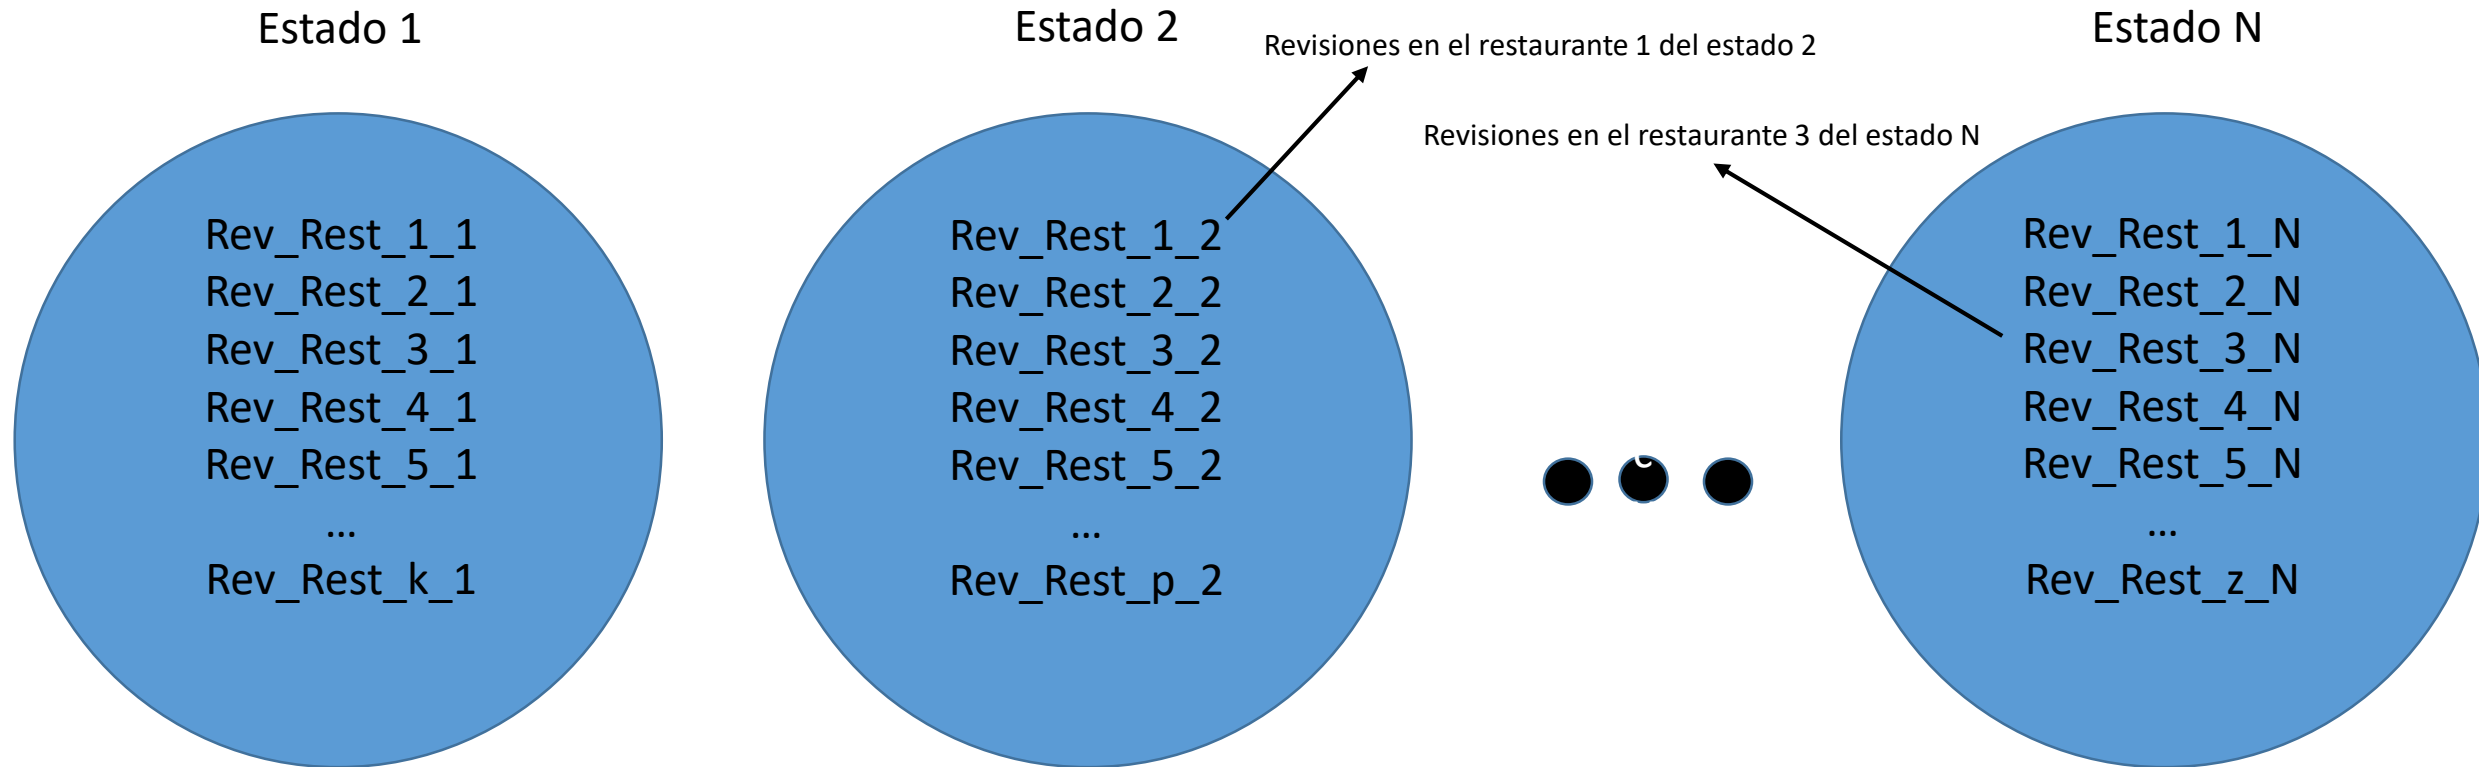 Estado 1
Rev_Rest_1_1
Rev_Rest_2_1
Rev_Rest_3_1
Rev_Rest_4_1
Rev_Rest_5_1
...
Rev_Rest_k_1
Estado 2
Revisiones en el restaurante 1 del estado 2
Rev_Rest_1_2
Rev_Rest_2_2
Rev_Rest_3_2
Rev_Rest_4_2
Rev_Rest_5_2
...
Rev_Rest_p_2
Estado N
Revisiones en el restaurante 3 del estado N
Rev_Rest_1_N
Rev_Rest_2_N
Rev_Rest_3_N
Rev_Rest_4_N
Rev_Rest_5_N
...
Rev_Rest_z_N